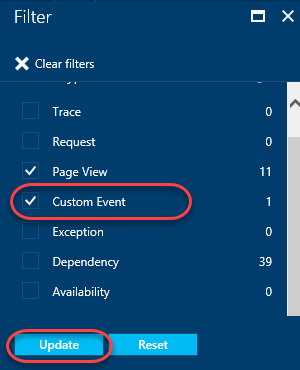 Filter
Clear filters
Trace 0
Request 0
Page View 11
Custom Event 1
Exception 0
Dependency 39
Availability 0
Update Reset